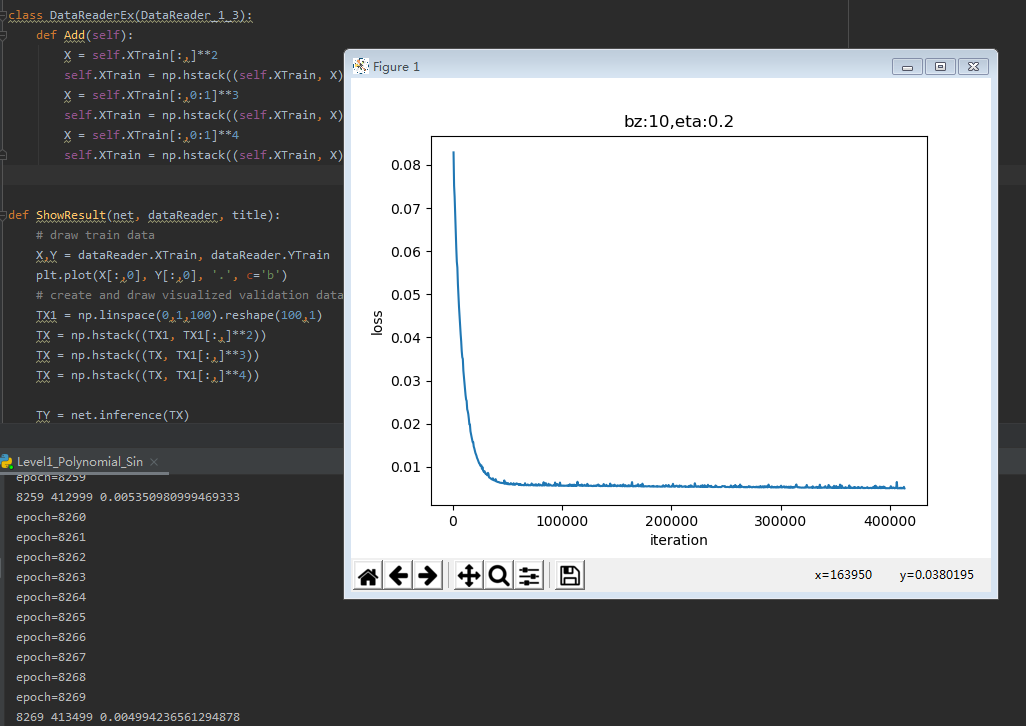 class DataReaderEx(DataReader_1_3):
def Add(self):
X = self.XTrain[:,]**2
self.XTrain = np.hstack((self.XTrain, X)
X = self.XTrain[:,0:1]**3
self.XTrain = np.hstack((self.XTrain, X)
X = self.XTrain[:,0:1]**4
self.XTrain = np.hstack((self.XTrain, X)
def ShowResult(net, dataReader, title):
# draw train data
X,Y = dataReader.XTrain, dataReader.YTrain
plt.plot(X[:,0], Y[:,0], '.', c='b')
# create and draw visualized validation data
TX1 = np.linspace(0,1,100).reshape(100,1)
TX = np.hstack((TX1, TX1[:,]**2))
TX = np.hstack((TX, TX1[:,]**3))
TX = np.hstack((TX, TX1[:,]**4))
TY = net.inference(TX)
Figure 1
bz:10,eta:0.2
0.08
0.07
0.06
0.05
0.04
0.03
0.02
0.01
loss
0 100000 200000 300000 400000
iteration
x=163950 y=0.0380195
Level1_Polynomial_Sin
epoch=8259
8259 412999 0.005350980999469333
epoch=8260
epoch=8261
epoch=8262
epoch=8263
epoch=8264
epoch=8265
epoch=8266
epoch=8267
epoch=8268
epoch=8269
8269 413499 0.004994236561294878